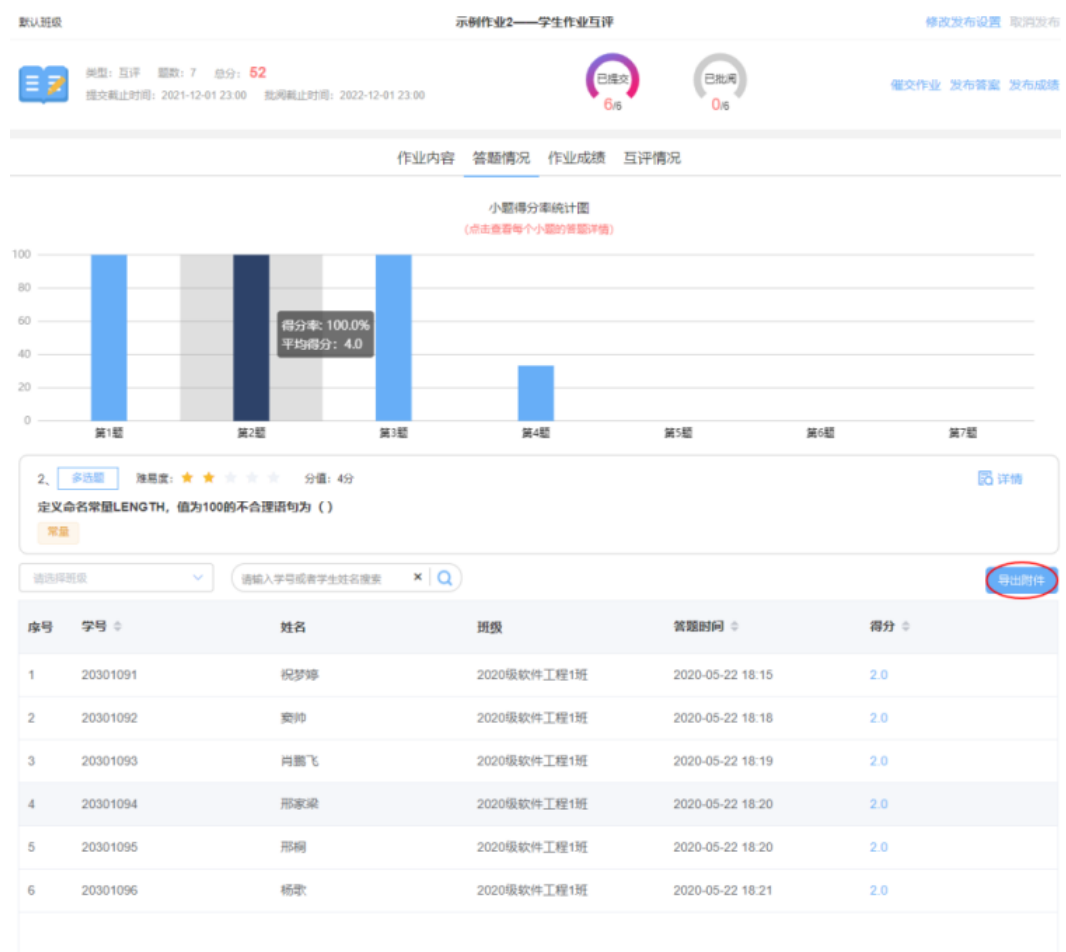 默认班级 示例作业2——学生作业互评 修改发布设置 取消发布
类型：互评 题数：7 总分：52
提交截止时间：2021-12-01 23:00 批阅截止时间：2022-12-01 23:00
已提交 6/6
已批阅 0/6
催交作业 发布答案 发布成绩
作业内容 答题情况 作业成绩 互评情况
小题得分率统计图
(点击查看每个小题的答题详情)
100
80
60
40
20
0
得分率: 100.0%
平均得分：4.0
第1题 第2题 第3题 第4题 第5题 第6题 第7题
2、 多选题 难易度: 分值：4分 详情
定义命名常量LENGTH，值为100的不合理语句为（ ）
常量
请选择班级 请输入学号或者学生姓名搜索 × 导出附件
序号 学号 姓名 班级 答题时间 得分
1 20301091 祝梦婷 2020级软件工程1班 2020-05-22 18:15 2.0
2 20301092 窦帅 2020级软件工程1班 2020-05-22 18:18 2.0
3 20301093 肖鹏飞 2020级软件工程1班 2020-05-22 18:19 2.0
4 20301094 邢家梁 2020级软件工程1班 2020-05-22 18:20 2.0
5 20301095 邢桐 2020级软件工程1班 2020-05-22 18:20 2.0
6 20301096 杨歌 2020级软件工程1班 2020-05-22 18:21 2.0